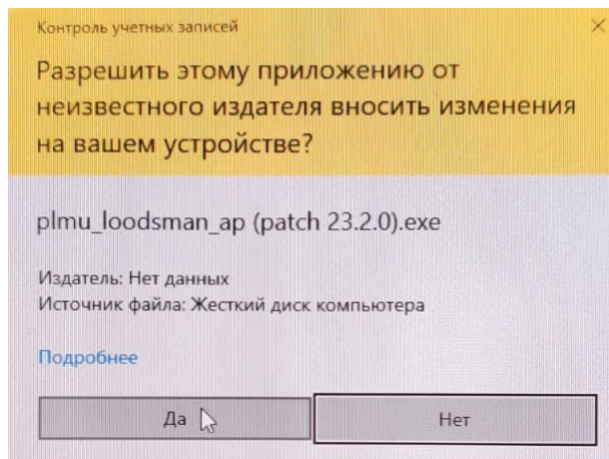 Контроль учетных записей
Разрешить этому приложению от
неизвестного издателя вносить изменения
на вашем устройстве?
plmu_loodsman_ap (patch 23.2.0).exe
Издатель: Нет данных
Источник файла: Жесткий диск компьютера
Подробнее
Да
Нет